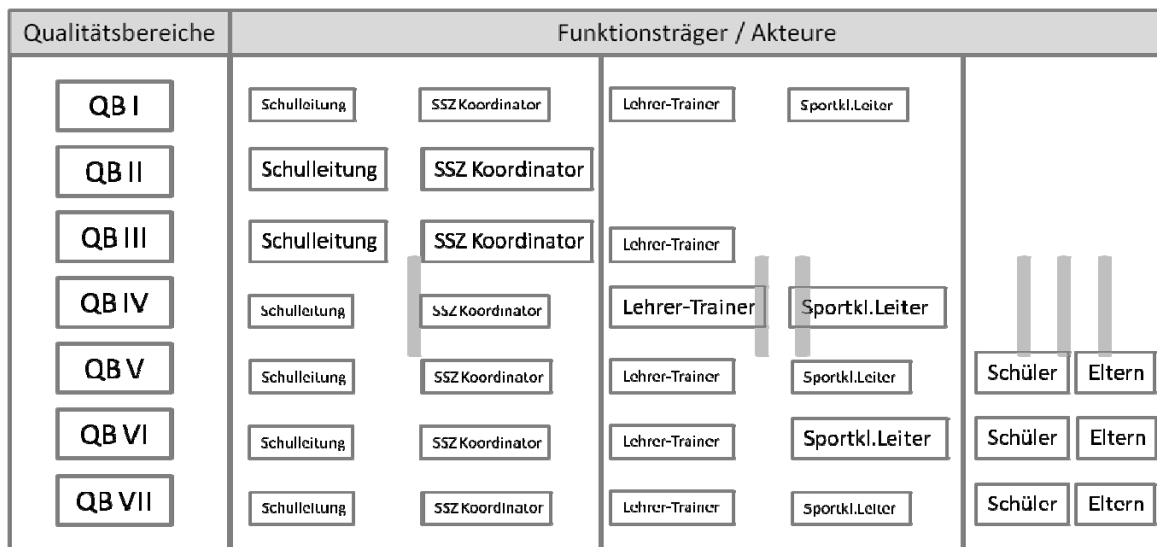 Qualitätsbereiche Funktionsträger / Akteure
QB I Schulleitung SSZ Koordinator Lehrer-Trainer Sportkl.Leiter
QB II Schulleitung SSZ Koordinator
QB III Schulleitung SSZ Koordinator Lehrer-Trainer
QB IV Schulleitung SSZ Koordinator Lehrer-Trainer Sportkl.Leiter
QB V Schulleitung SSZ Koordinator Lehrer-Trainer Sportkl.Leiter Schüler Eltern
QB VI Schulleitung SSZ Koordinator Lehrer-Trainer Sportkl.Leiter Schüler Eltern
QB VII Schulleitung SSZ Koordinator Lehrer-Trainer Sportkl.Leiter Schüler Eltern